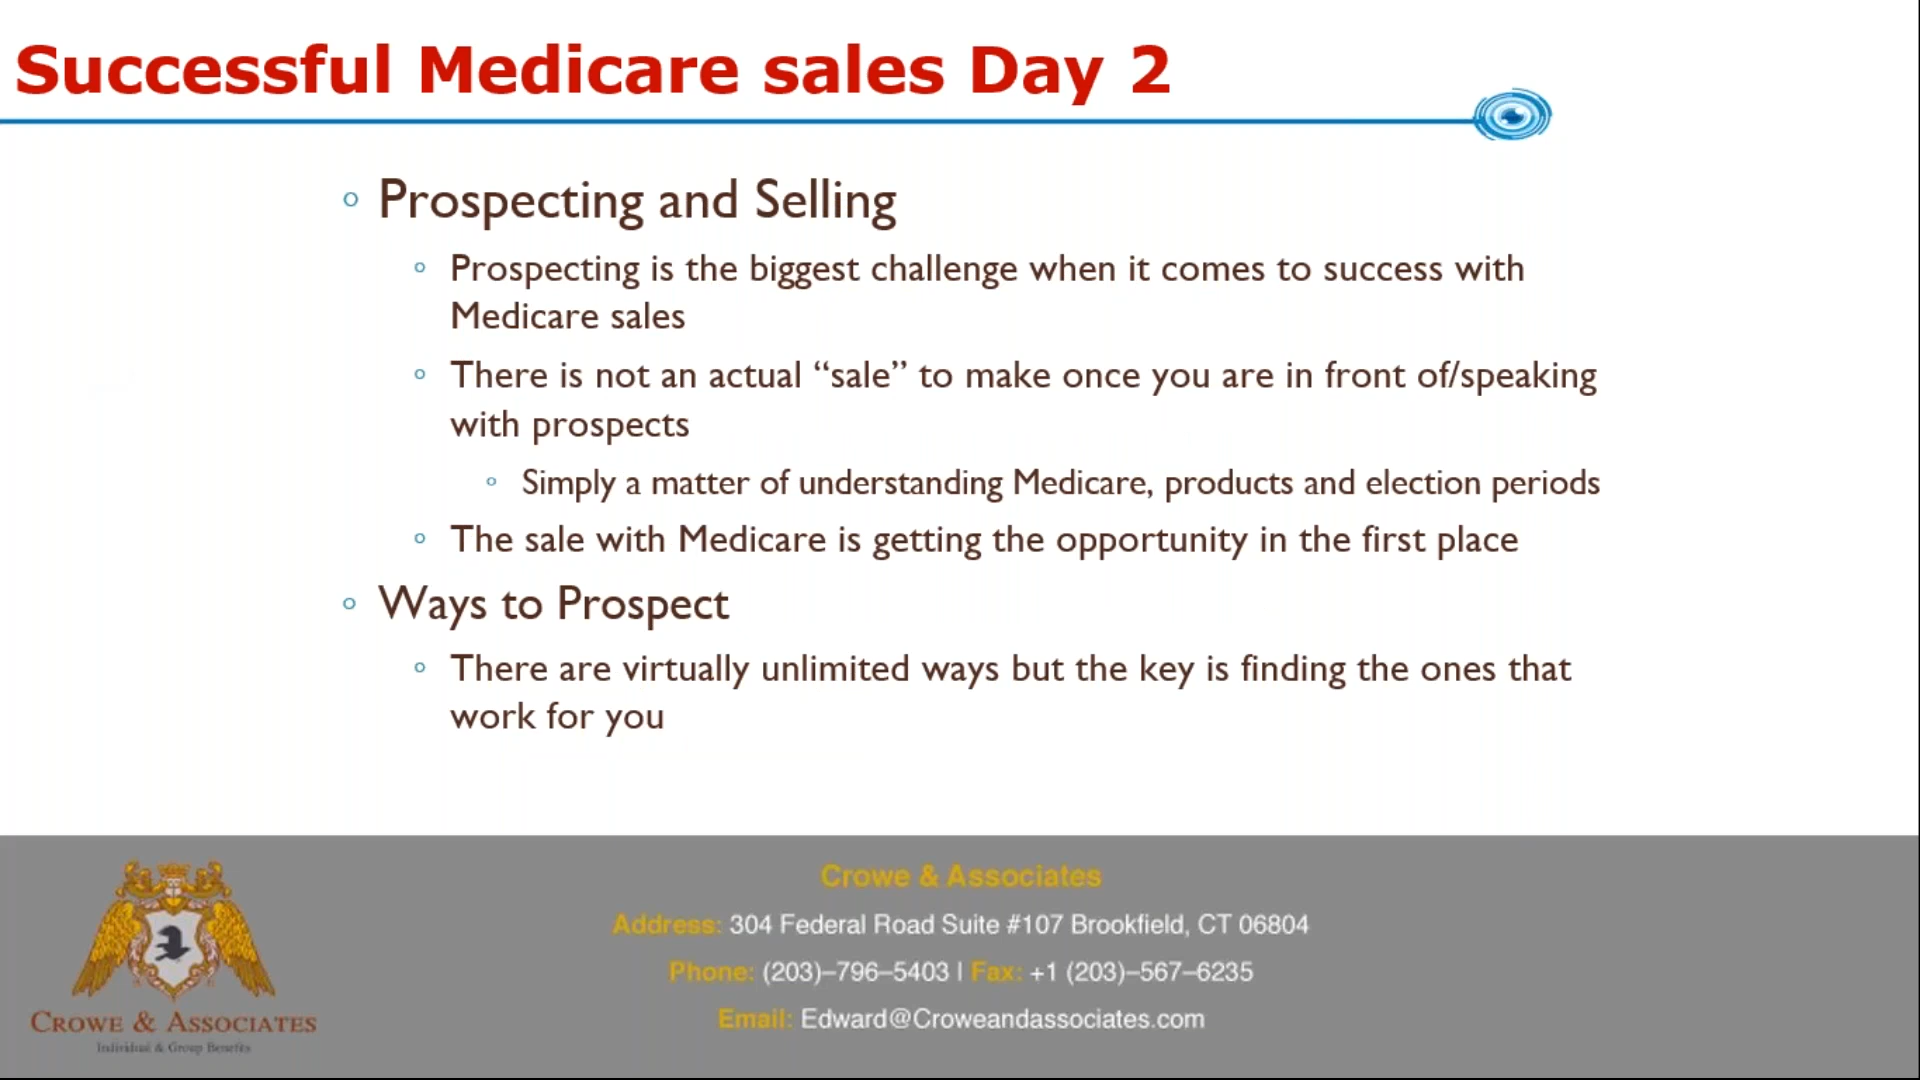 Successful Medicare sales Day 2
Prospecting and Selling
Prospecting is the biggest challenge when it comes to success with
Medicare sales
There is not an actual “sale” to make once you are in front of/speaking
with prospects
Simply a matter of understanding Medicare, products and election periods
The sale with Medicare is getting the opportunity in the first place
Ways to Prospect
There are virtually unlimited ways but the key is finding the ones that
work for you
Crowe & Associates
Address: 304 Federal Road Suite #107 Brookfield, CT 06804
Phone: (203)–796–5403 | Fax: +1 (203)–567–6235
Email: Edward@Croweandassociates.com
CROWE & ASSOCIATES
Individual & Group Benefits